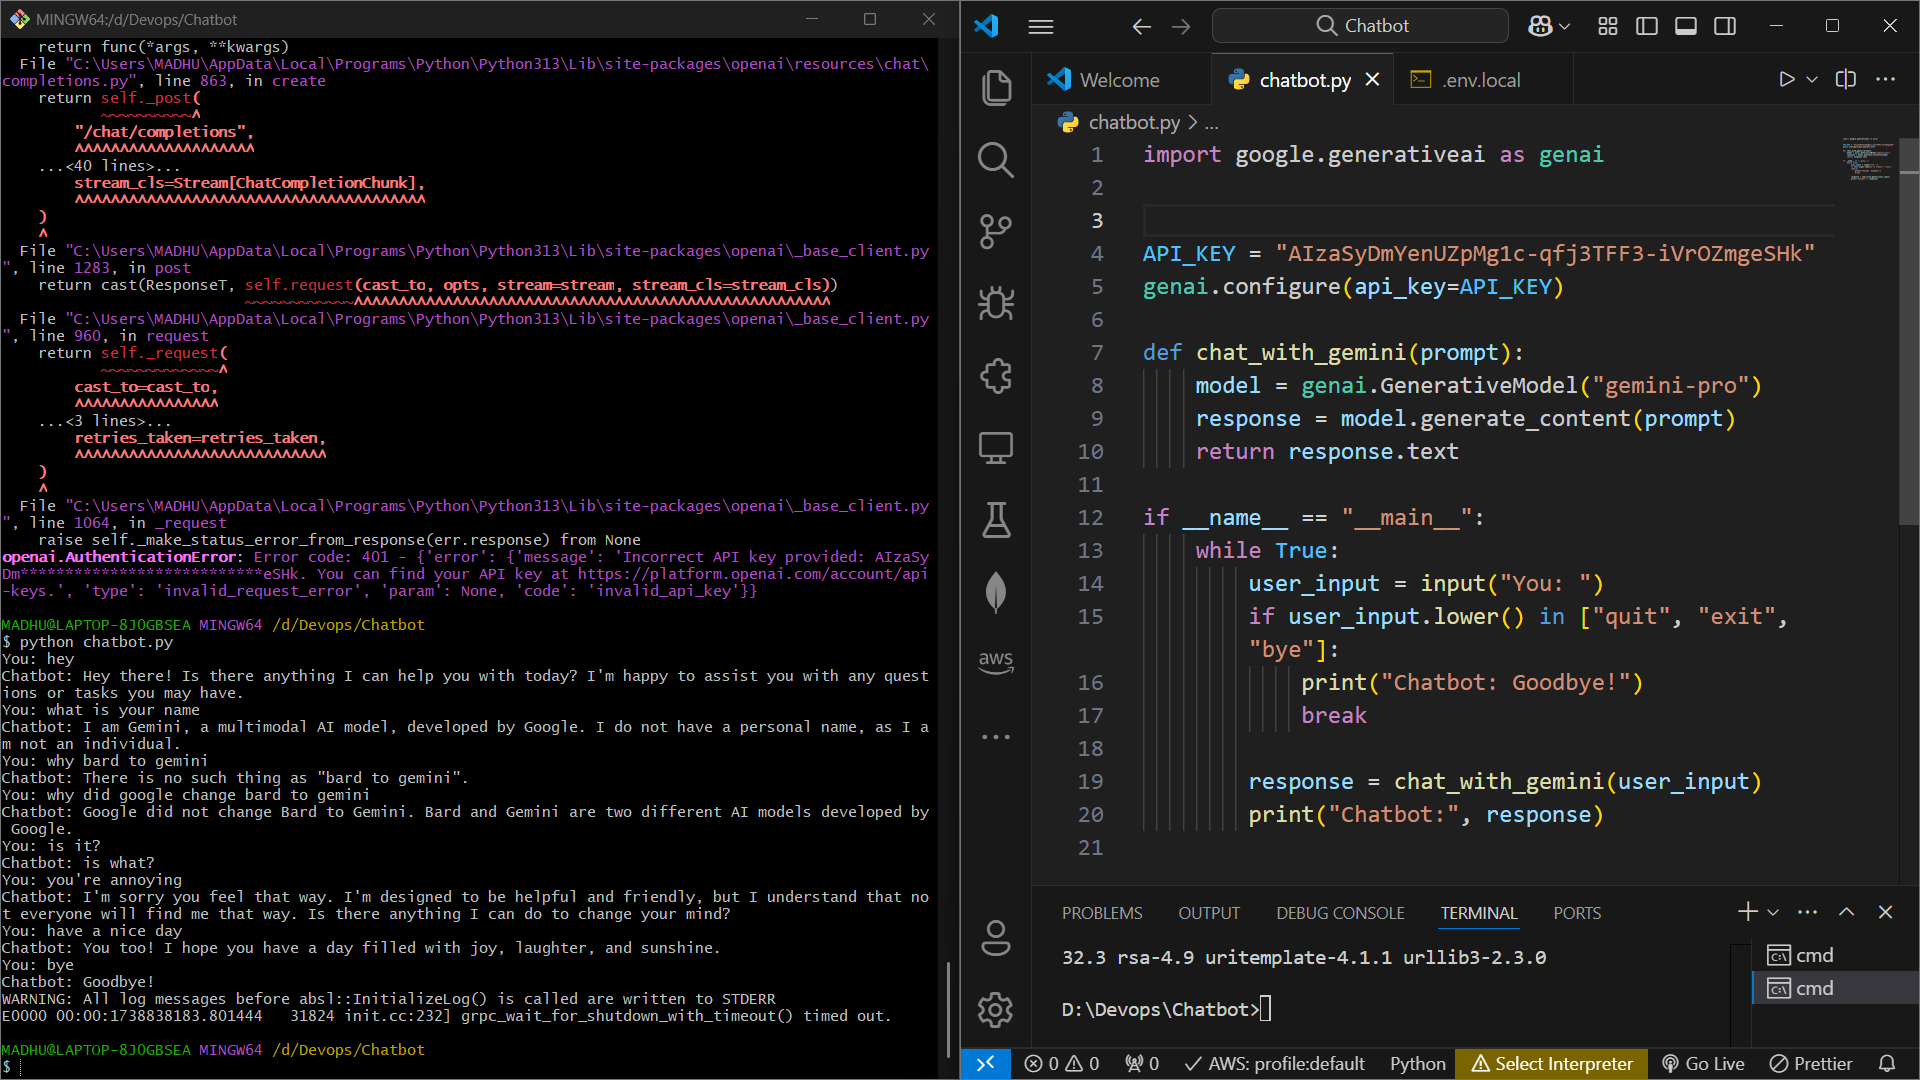 MINGW64:/d/Devops/Chatbot
    return func(*args, **kwargs)
  File "C:\Users\MADHU\AppData\Local\Programs\Python\Python313\Lib\site-packages\openai\resources\chat\
completions.py", line 863, in create
    return self._post(
           ~~~~~~~~~~^
        "/chat/completions",
        ^^^^^^^^^^^^^^^^^^^^
    ...<40 lines>...
        stream_cls=Stream[ChatCompletionChunk],
        ^^^^^^^^^^^^^^^^^^^^^^^^^^^^^^^^^^^^^^^
    )
    ^
  File "C:\Users\MADHU\AppData\Local\Programs\Python\Python313\Lib\site-packages\openai\_base_client.py
", line 1283, in post
    return cast(ResponseT, self.request(cast_to, opts, stream=stream, stream_cls=stream_cls))
                           ~~~~~~~~~~~~^^^^^^^^^^^^^^^^^^^^^^^^^^^^^^^^^^^^^^^^^^^^^^^^^^^^^
  File "C:\Users\MADHU\AppData\Local\Programs\Python\Python313\Lib\site-packages\openai\_base_client.py
", line 960, in request
    return self._request(
           ~~~~~~~~~~~~~^
        cast_to=cast_to,
        ^^^^^^^^^^^^^^^^
    ...<3 lines>...
        retries_taken=retries_taken,
        ^^^^^^^^^^^^^^^^^^^^^^^^^^^^
    )
    ^
  File "C:\Users\MADHU\AppData\Local\Programs\Python\Python313\Lib\site-packages\openai\_base_client.py
", line 1064, in _request
    raise self._make_status_error_from_response(err.response) from None
openai.AuthenticationError: Error code: 401 - {'error': {'message': 'Incorrect API key provided: AIzaSy
Dm***************************eSHk. You can find your API key at https://platform.openai.com/account/api
-keys.', 'type': 'invalid_request_error', 'param': None, 'code': 'invalid_api_key'}}
MADHU@LAPTOP-8J0GBSEA MINGW64 /d/Devops/Chatbot
$ python chatbot.py
You: hey
Chatbot: Hey there! Is there anything I can help you with today? I'm happy to assist you with any quest
ions or tasks you may have.
You: what is your name
Chatbot: I am Gemini, a multimodal AI model, developed by Google. I do not have a personal name, as I a
m not an individual.
You: why bard to gemini
Chatbot: There is no such thing as "bard to gemini".
You: why did google change bard to gemini
Chatbot: Google did not change Bard to Gemini. Bard and Gemini are two different AI models developed by
 Google.
You: is it?
Chatbot: is what?
You: you're annoying
Chatbot: I'm sorry you feel that way. I'm designed to be helpful and friendly, but I understand that no
t everyone will find me that way. Is there anything I can do to change your mind?
You: have a nice day
Chatbot: You too! I hope you have a day filled with joy, laughter, and sunshine.
You: bye
Chatbot: Goodbye!
WARNING: All log messages before absl::InitializeLog() is called are written to STDERR
E0000 00:00:1738838183.801444   31824 init.cc:232] grpc_wait_for_shutdown_with_timeout() timed out.
MADHU@LAPTOP-8J0GBSEA MINGW64 /d/Devops/Chatbot
$
Chatbot
Welcome
chatbot.py
.env.local
chatbot.py > ...
1 import google.generativeai as genai
2
3
4 API_KEY = "AIzaSyDmYenUZpMg1c-qfj3TFF3-iVrOZmgeSHk"
5 genai.configure(api_key=API_KEY)
6
7 def chat_with_gemini(prompt):
8     model = genai.GenerativeModel("gemini-pro")
9     response = model.generate_content(prompt)
10     return response.text
11
12 if __name__ == "__main__":
13     while True:
14         user_input = input("You: ")
15         if user_input.lower() in ["quit", "exit",
        "bye"]:
16             print("Chatbot: Goodbye!")
17             break
18
19         response = chat_with_gemini(user_input)
20         print("Chatbot:", response)
21
aws
PROBLEMS OUTPUT DEBUG CONSOLE TERMINAL PORTS
32.3 rsa-4.9 uritemplate-4.1.1 urllib3-2.3.0
D:\Devops\Chatbot>
cmd
cmd
0 0 0 AWS: profile:default Python Select Interpreter Go Live Prettier